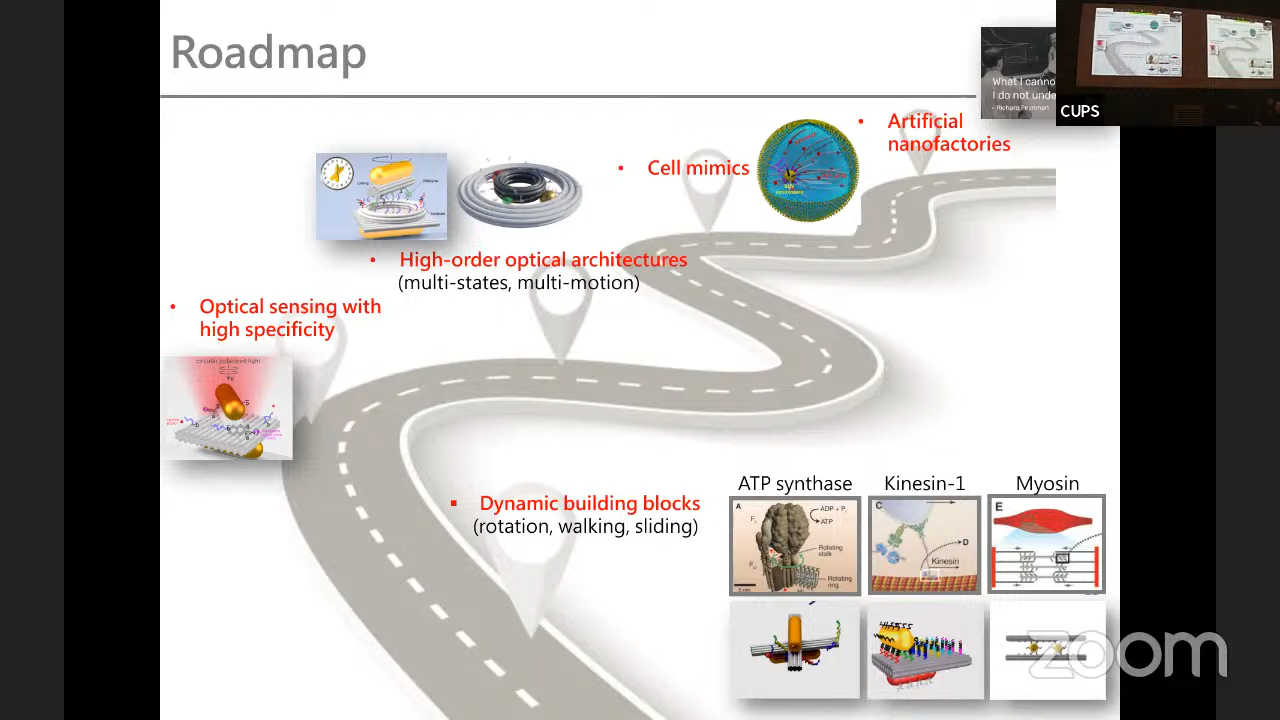 Roadmap
What I canno
I do not unde
- Richard Feynman
CUPS
• Artificial
nanofactories
• Cell mimics
• High-order optical architectures
(multi-states, multi-motion)
• Optical sensing with
high specificity
circular polarized light
▪ Dynamic building blocks
(rotation, walking, sliding)
ATP synthase
Kinesin-1
Myosin
A
ADP + Pi
ATP
Rotating
stalk
Rotating
ring
C
D
Kinesin
E
zoom